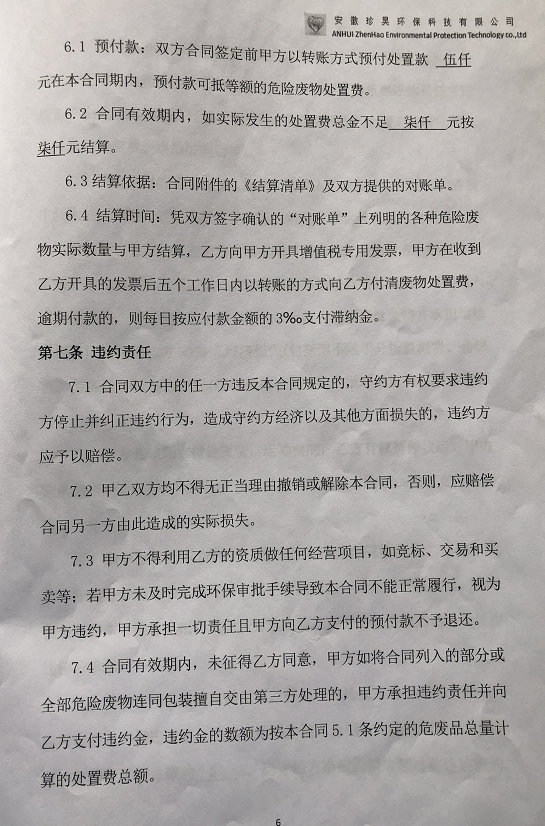 安徽珍昊环保科技有限公司
ANHUI ZhenHao Environmental Protection Technology co.,ltd
6.1 预付款：双方合同签定前甲方以转账方式预付处置款 伍仟
元在本合同期内，预付款可抵等额的危险废物处置费。
6.2 合同有效期内，如实际发生的处置费总金不足 柒仟 元按
柒仟元结算。
6.3 结算依据：合同附件的《结算清单》及双方提供的对账单。
6.4 结算时间：凭双方签字确认的“对账单”上列明的各种危险废
物实际数量与甲方结算，乙方向甲方开具增值税专用发票，甲方在收到
乙方开具的发票后五个工作日内以转账的方式向乙方付清废物处置费，
逾期付款的，则每日按应付款金额的3‰支付滞纳金。
第七条 违约责任
7.1 合同双方中的任一方违反本合同规定的，守约方有权要求违约
方停止并纠正违约行为，造成守约方经济以及其他方面损失的，违约方
应予以赔偿。
7.2 甲乙双方均不得无正当理由撤销或解除本合同，否则，应赔偿
合同另一方由此造成的实际损失。
7.3 甲方不得利用乙方的资质做任何经营项目，如竞标、交易和买
卖等；若甲方未及时完成环保审批手续导致本合同不能正常履行，视为
甲方违约，甲方承担一切责任且甲方向乙方支付的预付款不予退还。
7.4 合同有效期内，未征得乙方同意，甲方如将合同列入的部分或
全部危险废物连同包装擅自交由第三方处理的，甲方承担违约责任并向
乙方支付违约金，违约金的数额为按本合同5.1条约定的危废品总量计
算的处置费总额。
6